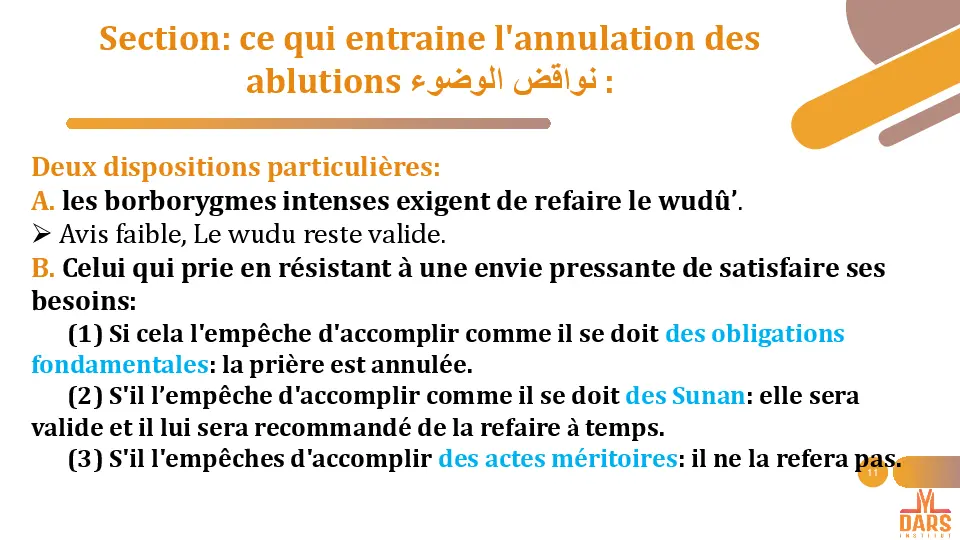 Section: ce qui entraine l'annulation des
ablutions نواقض الوضوء :
Deux dispositions particulières:
A. les borborygmes intenses exigent de refaire le wudû’.
➢ Avis faible, Le wudu reste valide.
B. Celui qui prie en résistant à une envie pressante de satisfaire ses
besoins:
(1) Si cela l'empêche d'accomplir comme il se doit des obligations
fondamentales: la prière est annulée.
(2) S'il l’empêche d'accomplir comme il se doit des Sunan: elle sera
valide et il lui sera recommandé de la refaire à temps.
(3) S'il l'empêches d'accomplir des actes méritoires: il ne la refera pas.
11
DARS
INSTITUT